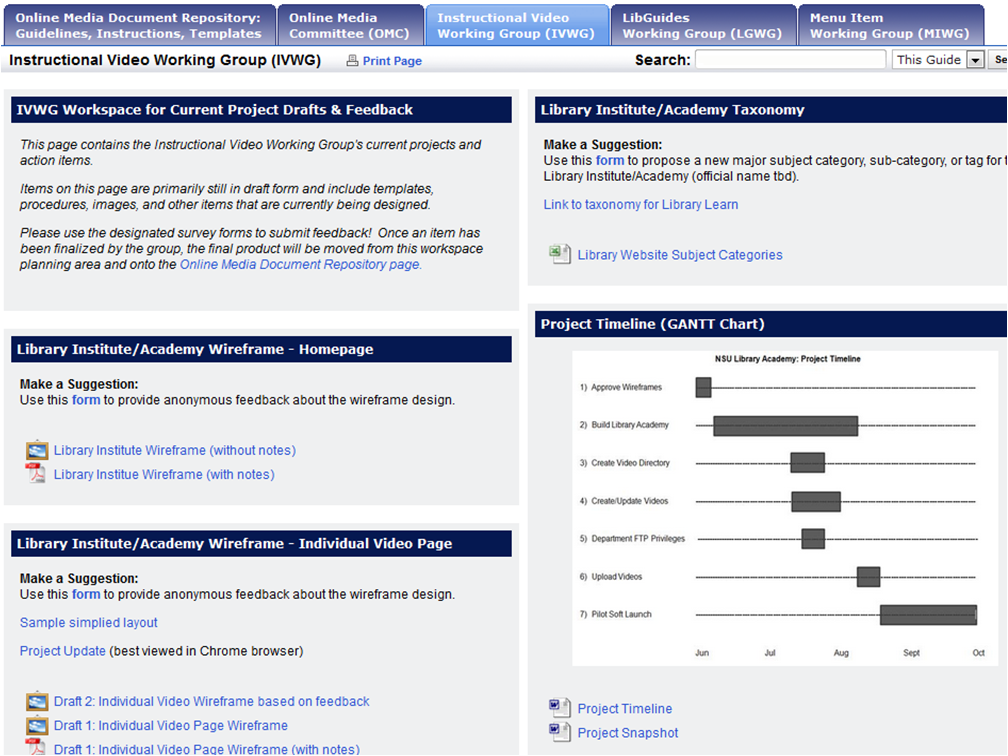 Online Media Document Repository:
Guidelines, Instructions, Templates
Online Media
Committee (OMC)
Instructional Video
Working Group (IVWG)
LibGuides
Working Group (LGWG)
Menu Item
Working Group (MIWG)
Instructional Video Working Group (IVWG)
Print Page
Search:
This Guide
Se
IVWG Workspace for Current Project Drafts & Feedback
This page contains the Instructional Video Working Group's current projects and
action items.
Items on this page are primarily still in draft form and include templates,
procedures, images, and other items that are currently being designed.
Please use the designated survey forms to submit feedback! Once an item has
been finalized by the group, the final product will be moved from this workspace
planning area and onto the Online Media Document Repository page.
Library Institute/Academy Wireframe - Homepage
Make a Suggestion:
Use this form to provide anonymous feedback about the wireframe design.
Library Institute Wireframe (without notes)
Library Institue Wireframe (with notes)
Library Institute/Academy Wireframe - Individual Video Page
Make a Suggestion:
Use this form to provide anonymous feedback about the wireframe design.
Sample simplied layout
Project Update (best viewed in Chrome browser)
Draft 2: Individual Video Wireframe based on feedback
Draft 1: Individual Video Page Wireframe
Draft 1: Individual Video Page Wireframe (with notes)
Library Institute/Academy Taxonomy
Make a Suggestion:
Use this form to propose a new major subject category, sub-category, or tag for t
Library Institute/Academy (official name tbd).
Link to taxonomy for Library Learn
Library Website Subject Categories
Project Timeline (GANTT Chart)
NSU Library Academy: Project Timeline
1) Approve Wireframes
2) Build Library Academy
3) Create Video Directory
4) Create/Update Videos
5) Department FTP Privileges
6) Upload Videos
7) Pilot Soft Launch
Jun Jul Aug Sept Oct
Project Timeline
Project Snapshot